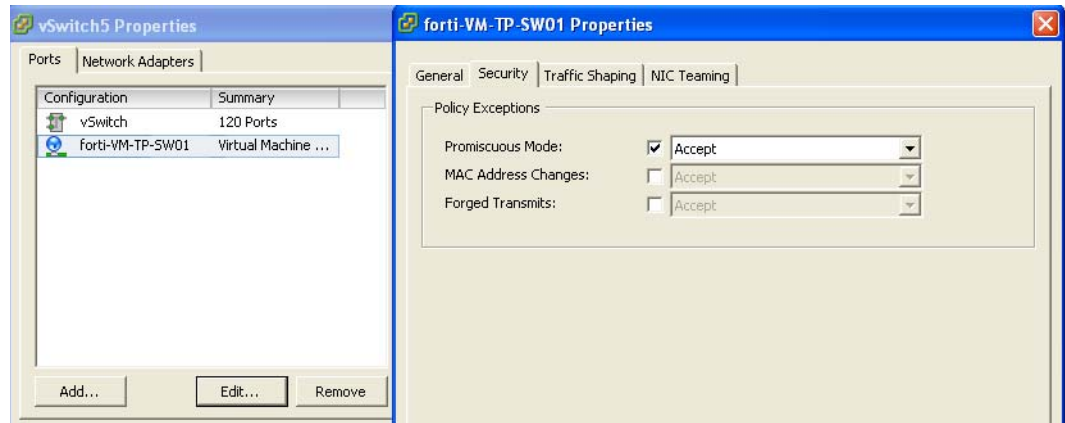 vSwitch5 Properties
Ports Network Adapters
Configuration Summary
vSwitch 120 Ports
forti-VM-TP-SW01 Virtual Machine ...
Add... Edit... Remove
forti-VM-TP-SW01 Properties
General Security Traffic Shaping NIC Teaming
Policy Exceptions
Promiscuous Mode: Accept
MAC Address Changes: Accept
Forged Transmits: Accept